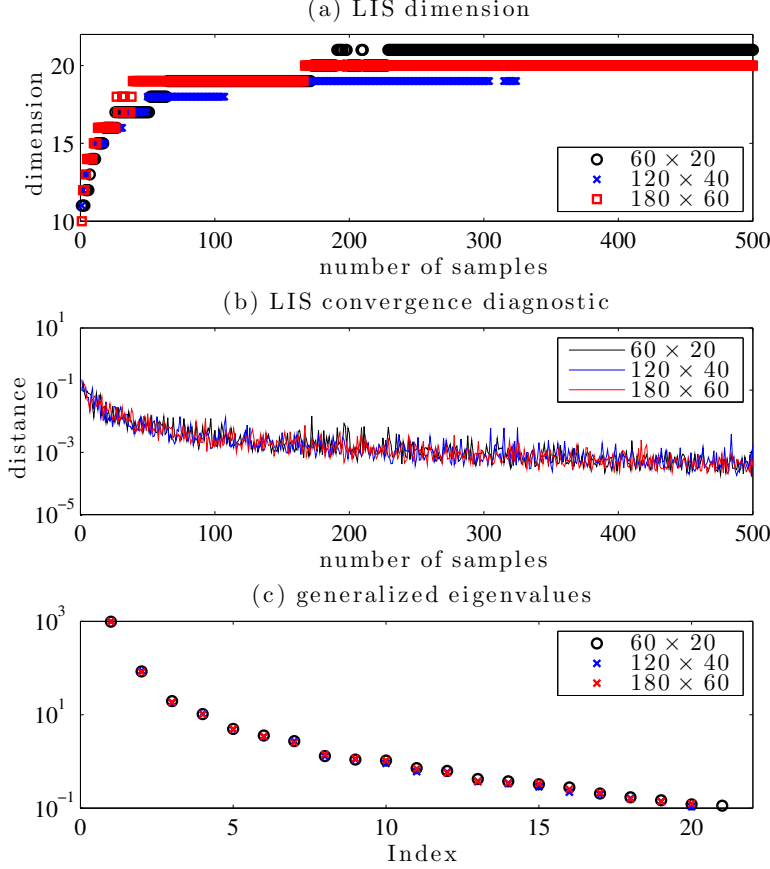 (a) LIS dimension
dimension
20
15
10
60 × 20
120 × 40
180 × 60
0 100 200 300 400 500
number of samples
(b) LIS convergence diagnostic
distance
10^1
10^-1
10^-3
10^-5
60 × 20
120 × 40
180 × 60
0 100 200 300 400 500
number of samples
(c) generalized eigenvalues
10^3
10^1
10^-1
60 × 20
120 × 40
180 × 60
0 5 10 15 20
Index